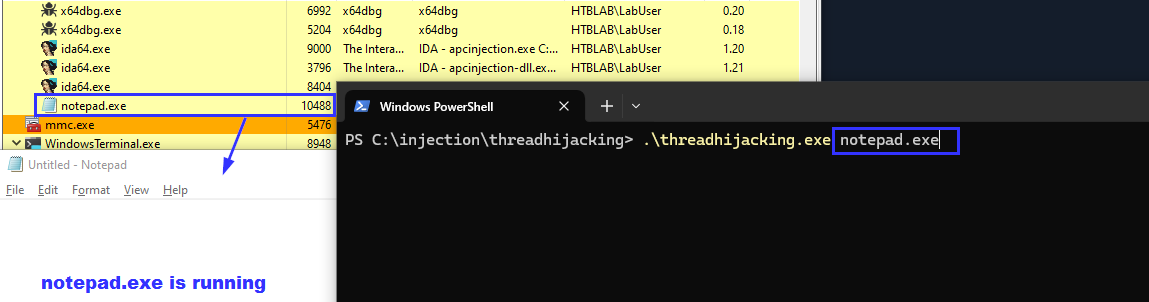 x64dbg.exe 6992 x64dbg x64dbg HTBLAB\LabUser 0.20
x64dbg.exe 5204 x64dbg x64dbg HTBLAB\LabUser 0.18
ida64.exe 9000 The Intera... IDA - apcinjection.exe C:... HTBLAB\LabUser 1.20
ida64.exe 3796 The Intera... IDA - apcinjection-dll.ex... HTBLAB\LabUser 1.21
ida64.exe 8404
notepad.exe 10488
mmc.exe 5476
WindowsTerminal.exe 8948
Windows PowerShell
PS C:\injection\threadhijacking> .\threadhijacking.exe notepad.exe
Untitled - Notepad
File Edit Format View Help
notepad.exe is running